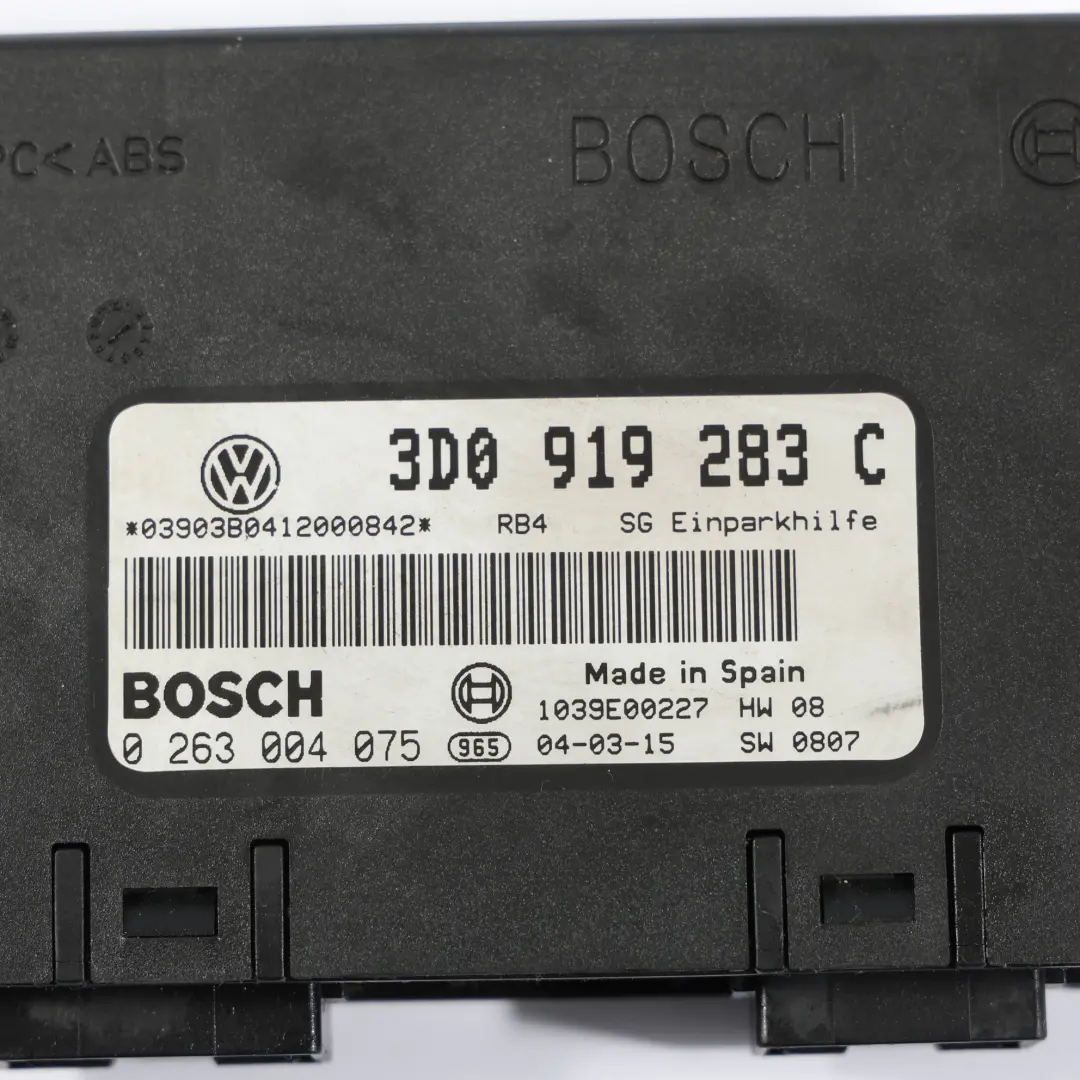 PC< ABS
BOSCH
3D0 919 283 C
*03903B0412000842* RB4 SG Einparkhilfe
BOSCH Made in Spain
1039E00227 HW 08
0 263 004 075 965 04-03-15 SW 0807